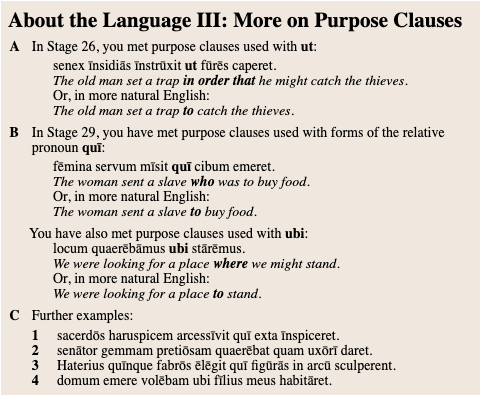 About the Language III: More on Purpose Clauses
A In Stage 26, you met purpose clauses used with ut:
senex īnsidiās īnstrūxit ut fūrēs caperet.
The old man set a trap in order that he might catch the thieves.
Or, in more natural English:
The old man set a trap to catch the thieves.
B In Stage 29, you have met purpose clauses used with forms of the relative
pronoun quī:
fēmina servum mīsit quī cibum emeret.
The woman sent a slave who was to buy food.
Or, in more natural English:
The woman sent a slave to buy food.
You have also met purpose clauses used with ubi:
locum quaerēbāmus ubi stārēmus.
We were looking for a place where we might stand.
Or, in more natural English:
We were looking for a place to stand.
C Further examples:
1 sacerdōs haruspicem arcessīvit quī exta īnspiceret.
2 senātor gemmam pretiōsam quaerēbat quam uxōrī daret.
3 Haterius quīnque fabrōs ēlēgit quī figūrās in arcū sculperent.
4 domum emere volēbam ubi fīlius meus habitāret.